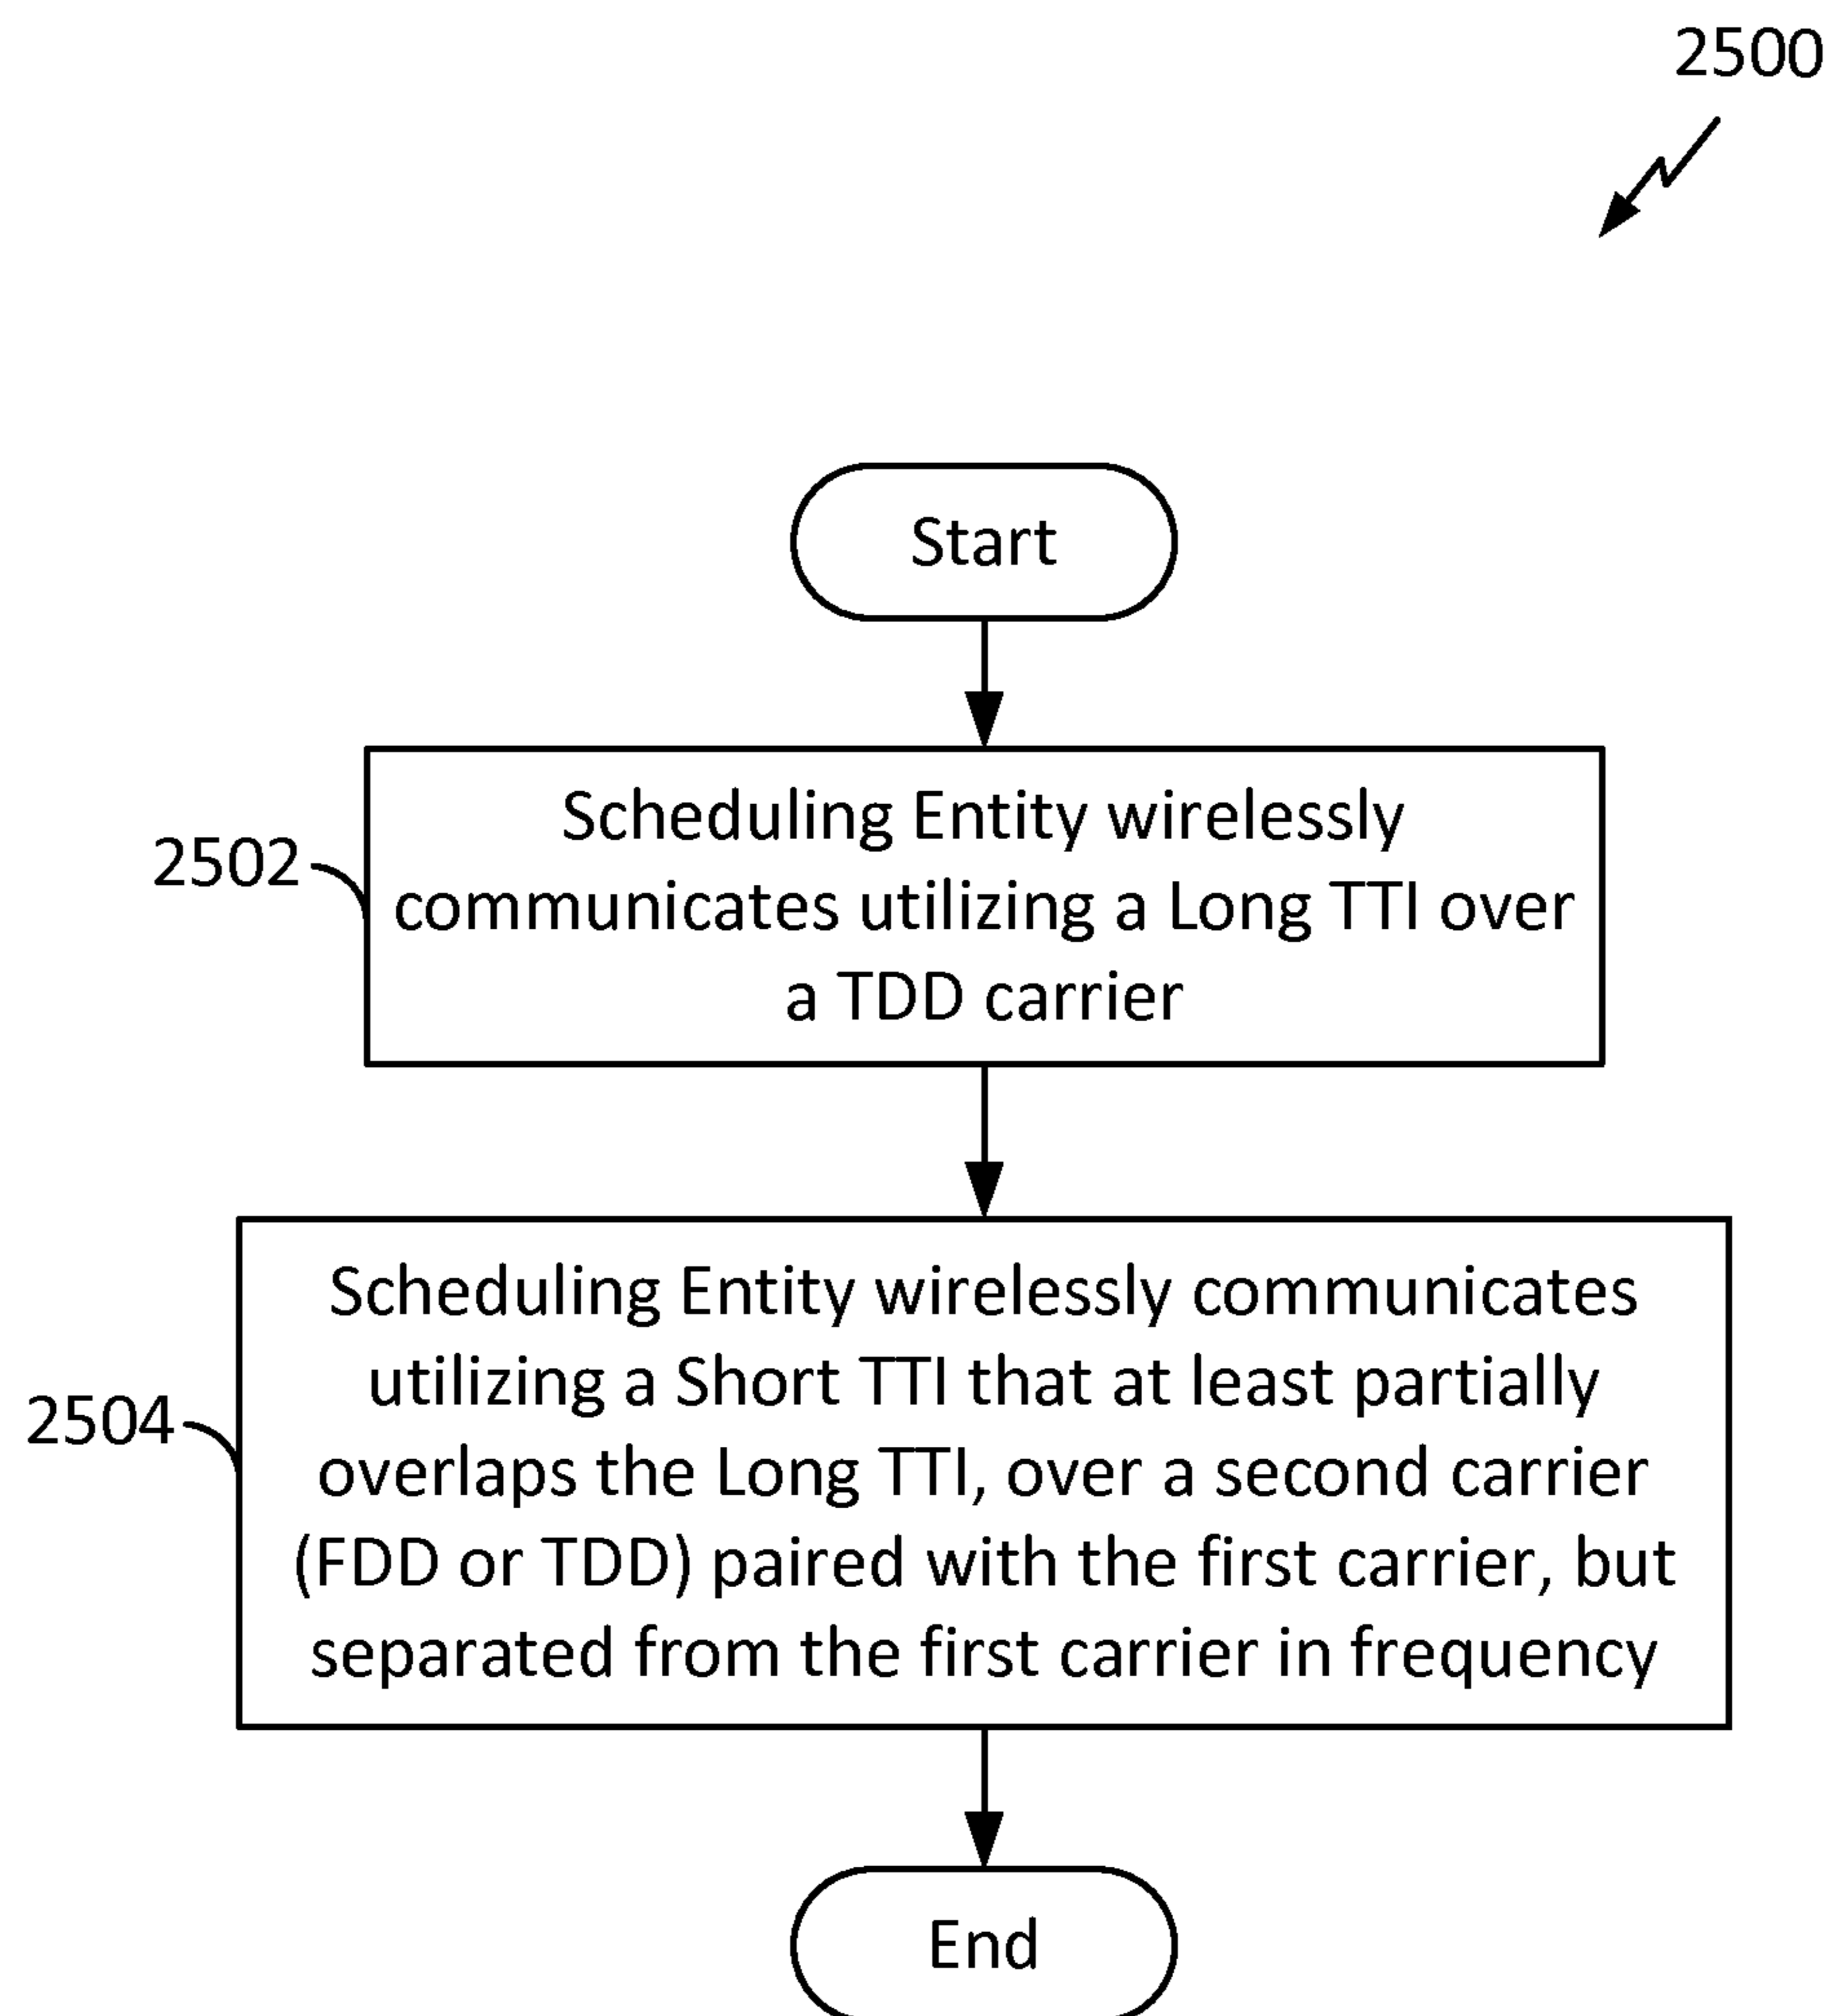 2500
Start
2502
Scheduling Entity wirelessly
communicates utilizing a Long TTI over
a TDD carrier
2504
Scheduling Entity wirelessly communicates
utilizing a Short TTI that at least partially
overlaps the Long TTI, over a second carrier
(FDD or TDD) paired with the first carrier, but
separated from the first carrier in frequency
End